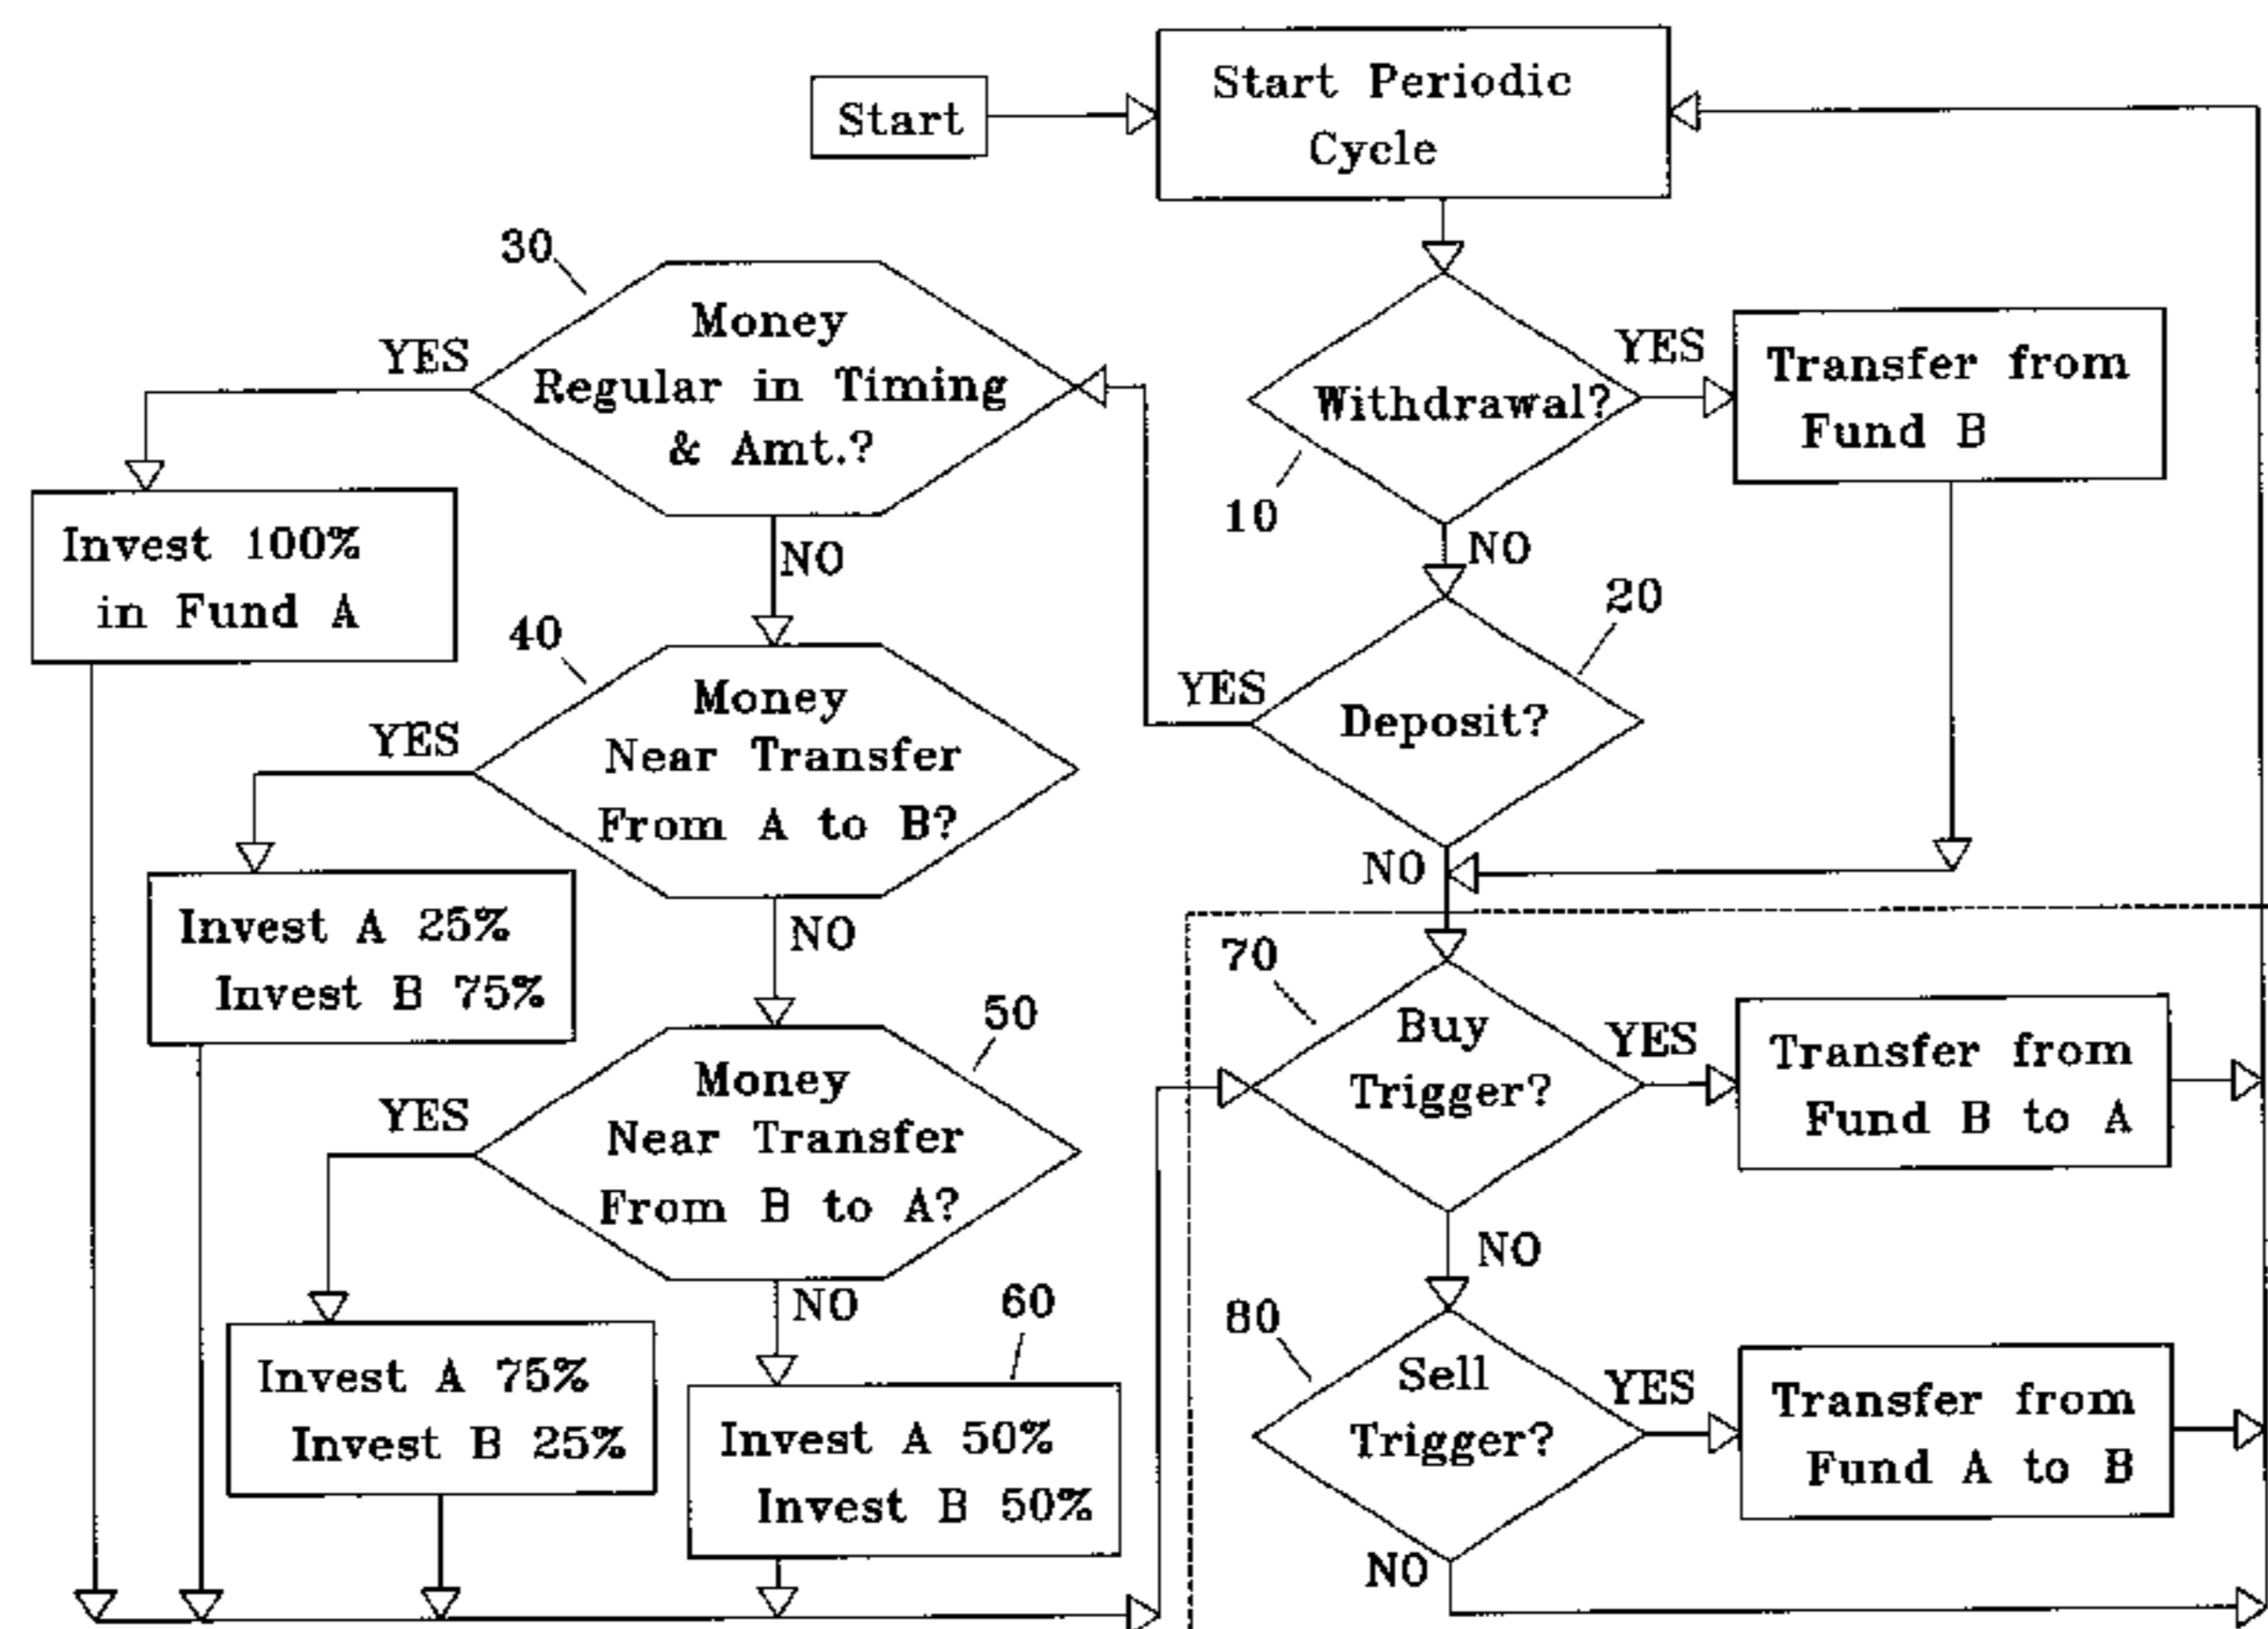 Start
Start Periodic
Cycle
30
Money
Regular in Timing
& Amt.?
YES
NO
Withdrawal?
10
YES
NO
Transfer from
Fund B
Invest 100%
in Fund A
40
Money
Near Transfer
From A to B?
YES
NO
20
Deposit?
YES
NO
Invest A 25%
Invest B 75%
50
Money
Near Transfer
From B to A?
YES
NO
70
Buy
Trigger?
YES
NO
Transfer from
Fund B to A
Invest A 75%
Invest B 25%
60
Invest A 50%
Invest B 50%
80
Sell
Trigger?
YES
NO
Transfer from
Fund A to B